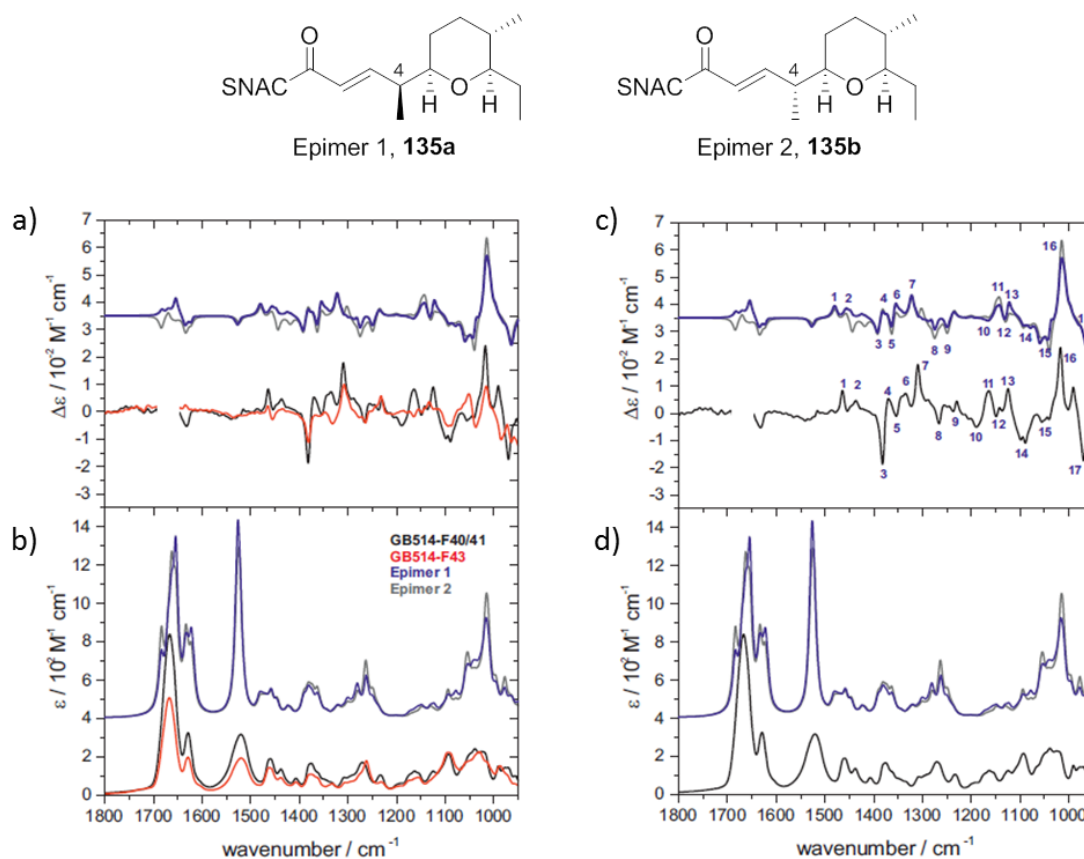 O O
4 4
SNAC O SNAC O
H H H H
Epimer 1, 135a Epimer 2, 135b
a) c)
7 7
6 6 16
5 5
4 4 1 2 4 6 7 11 13
3 3 3 5 8 9 10 12 14 15 1
2 2 7 16
1 1 1 2 4 6 11 13
0 0 5 8 9 10 12 15
-1 -1 3 14 17
-2 -2
-3 -3
Δε / 10⁻² M⁻¹ cm⁻¹ Δε / 10⁻² M⁻¹ cm⁻¹
b) d)
14 14
12 12
10 10
8 8
6 6
4 4
2 2
0 0
GB514-F40/41
GB514-F43
Epimer 1
Epimer 2
ε / 10² M⁻¹ cm⁻¹ ε / 10² M⁻¹ cm⁻¹
1800 1700 1600 1500 1400 1300 1200 1100 1000 1800 1700 1600 1500 1400 1300 1200 1100 1000
wavenumber / cm⁻¹ wavenumber / cm⁻¹